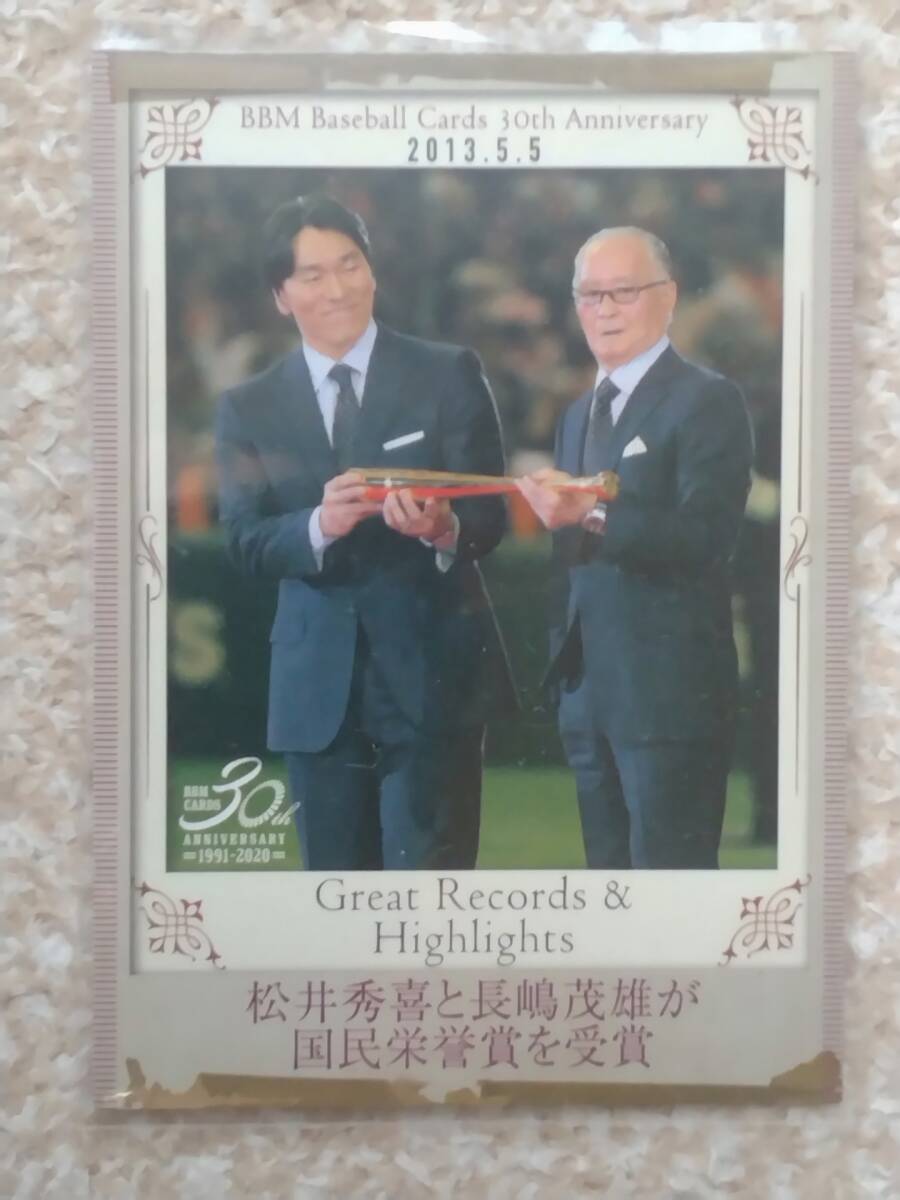 BBM Baseball Cards 30th Anniversary
2013.5.5
S
BBM
CARDS
30th
ANNIVERSARY
1991-2020
Great Records &
Highlights
松井秀喜と長嶋茂雄が
国民栄誉賞を受賞